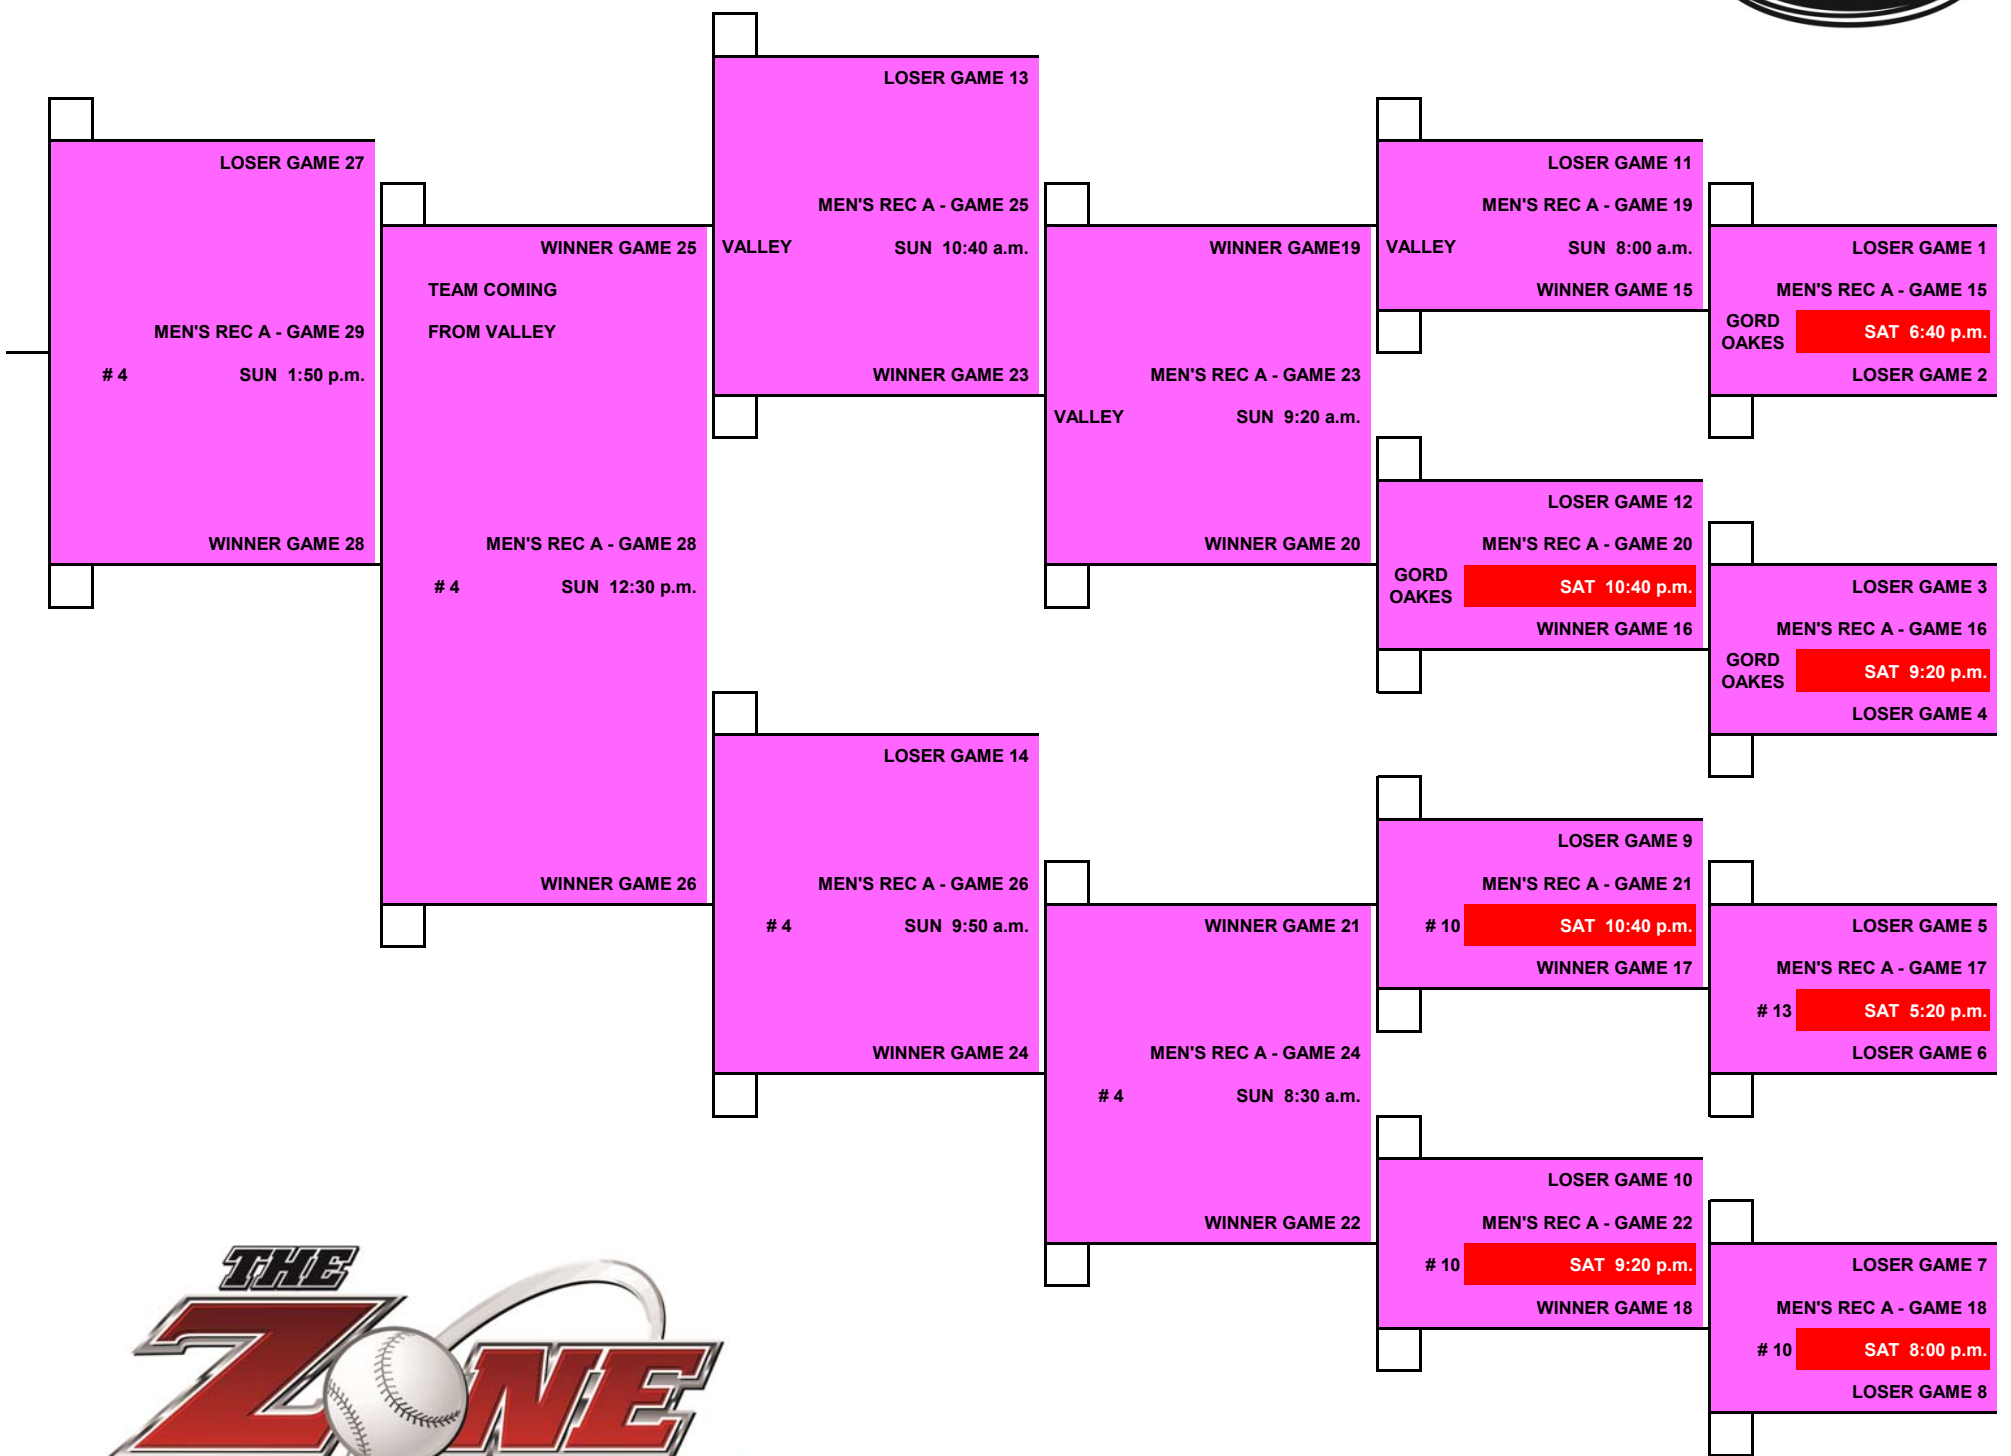 LOSER GAME 13
LOSER GAME 27
LOSER GAME 11
MEN'S REC A - GAME 25
MEN'S REC A - GAME 19
WINNER GAME 25
VALLEY SUN 10:40 a.m.
WINNER GAME19
VALLEY SUN 8:00 a.m.
LOSER GAME 1
TEAM COMING
WINNER GAME 15
MEN'S REC A - GAME 15
MEN'S REC A - GAME 29
FROM VALLEY
GORD
OAKES
SAT 6:40 p.m.
# 4 SUN 1:50 p.m.
WINNER GAME 23
MEN'S REC A - GAME 23
LOSER GAME 2
VALLEY SUN 9:20 a.m.
LOSER GAME 12
WINNER GAME 28
MEN'S REC A - GAME 28
WINNER GAME 20
MEN'S REC A - GAME 20
# 4 SUN 12:30 p.m.
GORD
OAKES
SAT 10:40 p.m.
LOSER GAME 3
WINNER GAME 16
MEN'S REC A - GAME 16
GORD
OAKES
SAT 9:20 p.m.
LOSER GAME 4
LOSER GAME 14
LOSER GAME 9
WINNER GAME 26
MEN'S REC A - GAME 26
MEN'S REC A - GAME 21
# 4 SUN 9:50 a.m.
WINNER GAME 21
# 10 SAT 10:40 p.m.
LOSER GAME 5
WINNER GAME 17
MEN'S REC A - GAME 17
# 13 SAT 5:20 p.m.
WINNER GAME 24
MEN'S REC A - GAME 24
LOSER GAME 6
# 4 SUN 8:30 a.m.
LOSER GAME 10
WINNER GAME 22
MEN'S REC A - GAME 22
# 10 SAT 9:20 p.m.
LOSER GAME 7
WINNER GAME 18
MEN'S REC A - GAME 18
# 10 SAT 8:00 p.m.
LOSER GAME 8
THE
ZONE